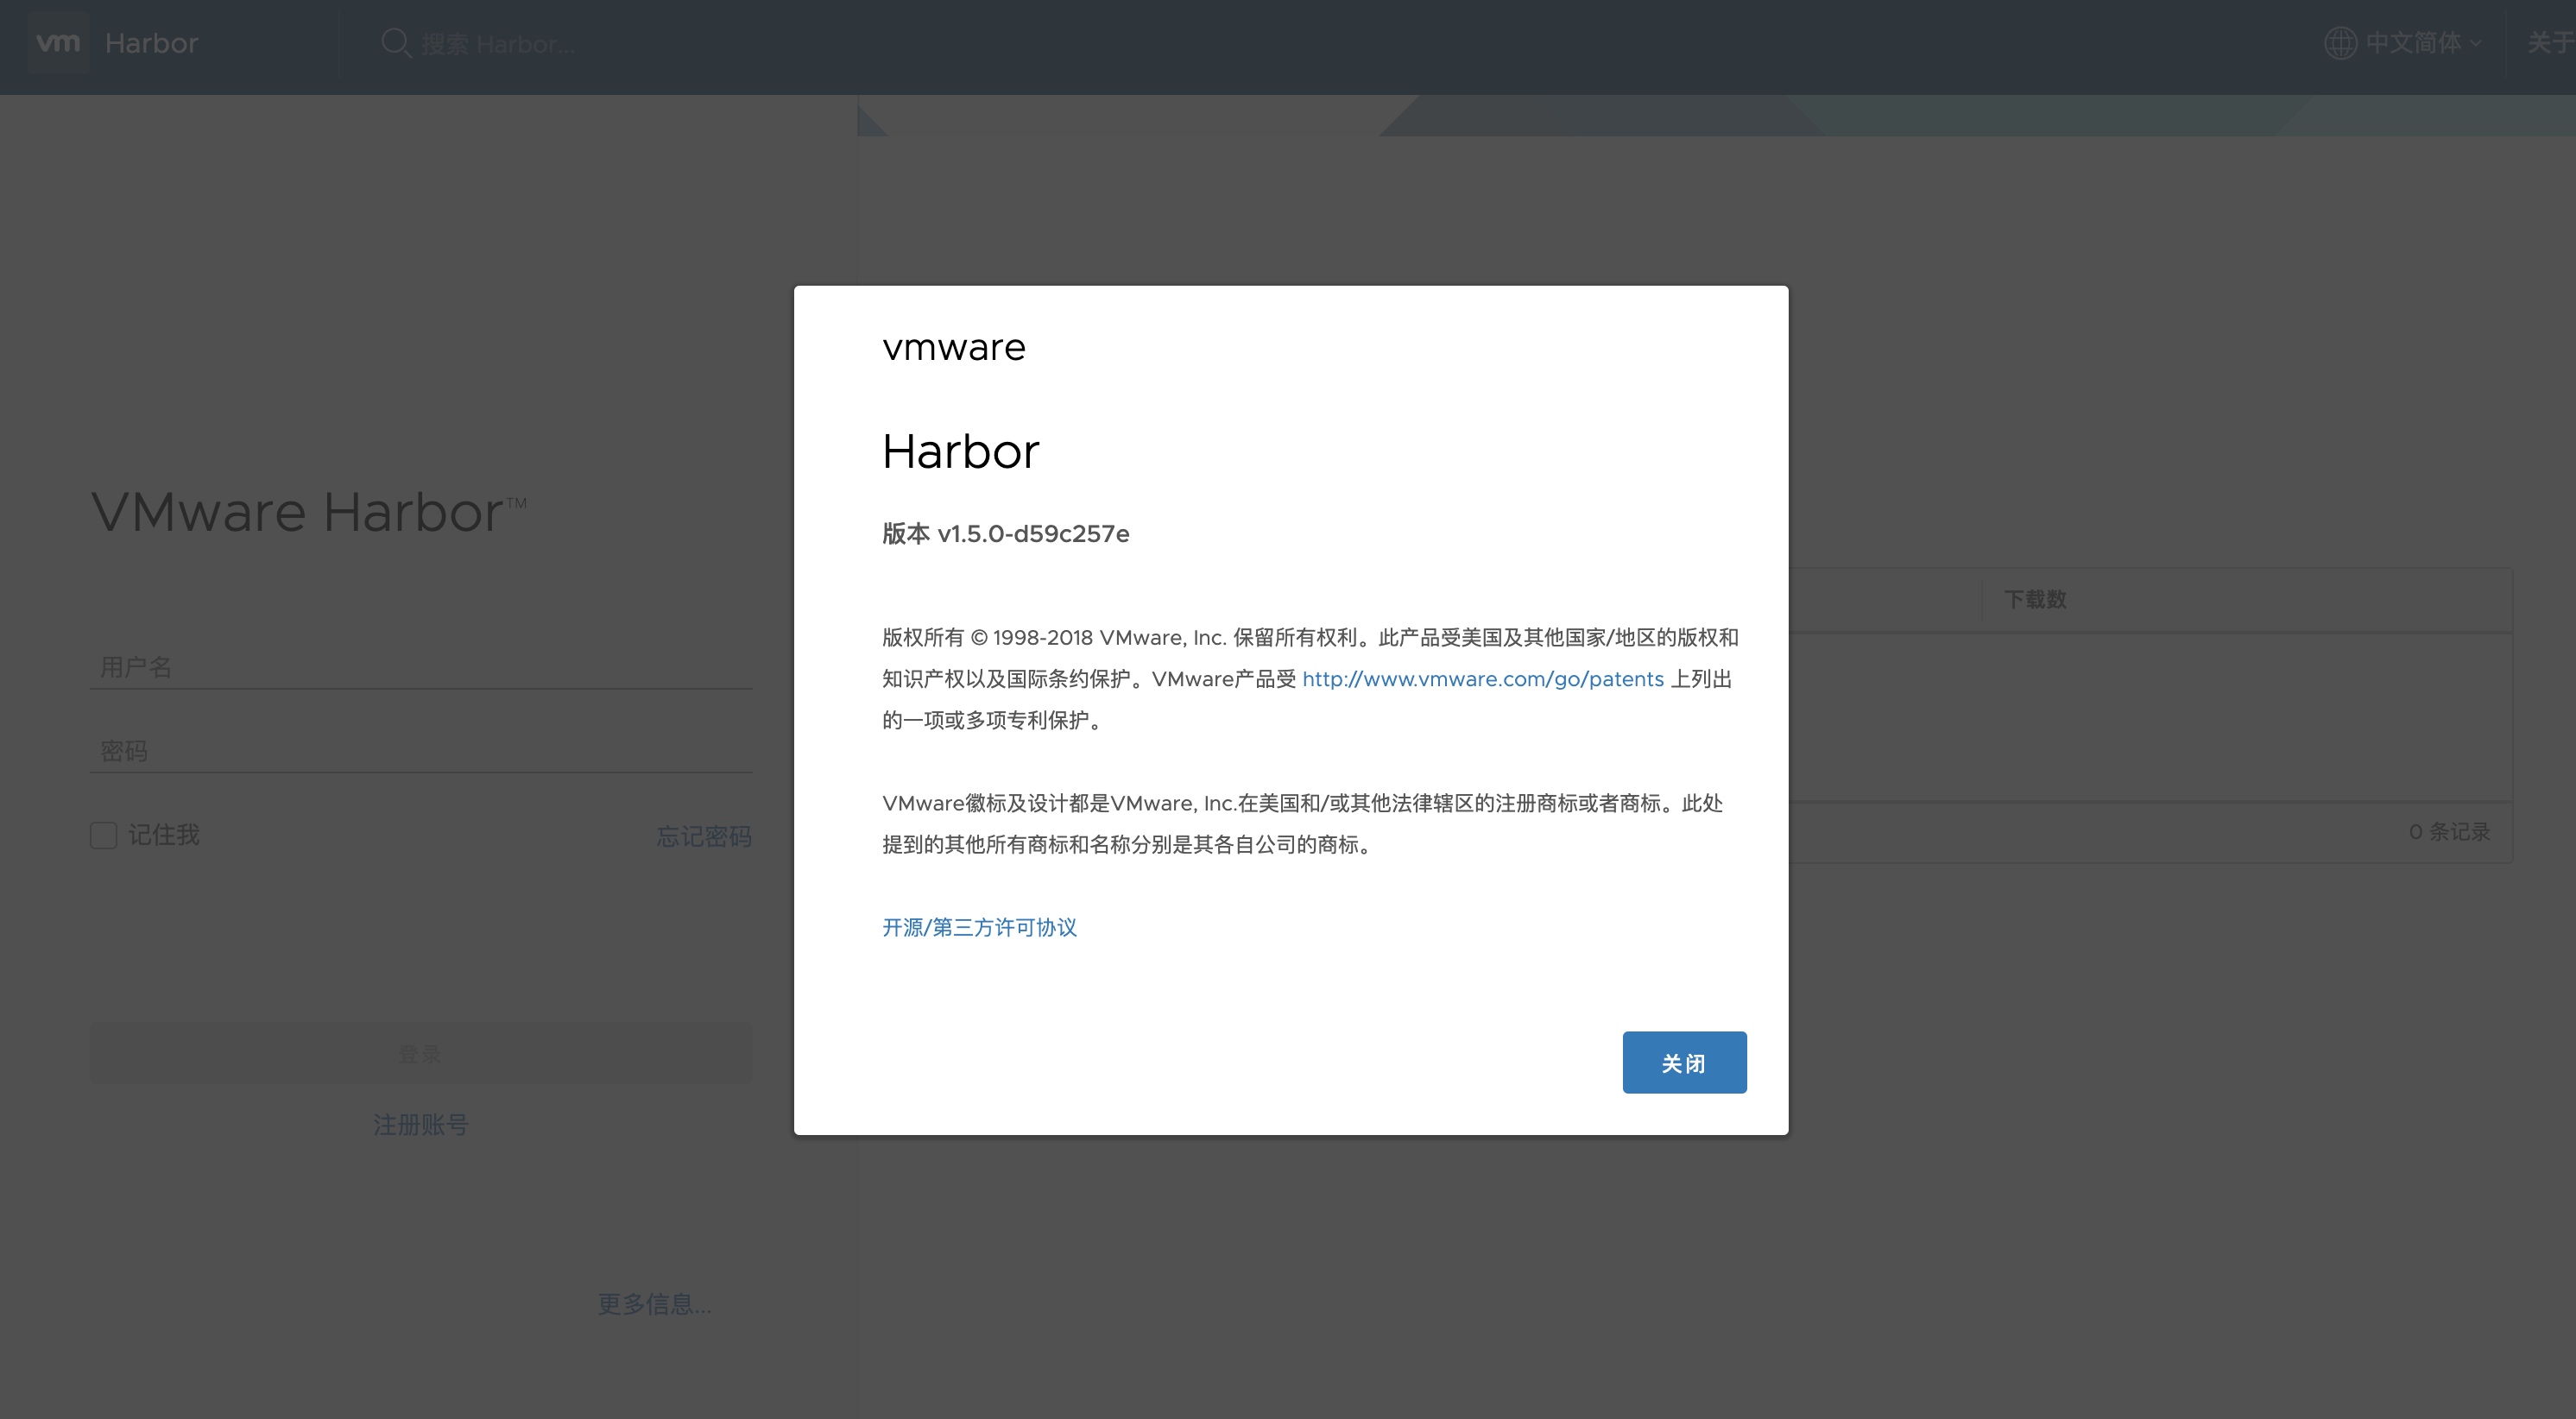 vm Harbor
搜索 Harbor...
中文简体
关于
VMware Harbor™
用户名
密码
记住我
忘记密码
登录
注册账号
更多信息...
vmware
Harbor
版本 v1.5.0-d59c257e
版权所有 © 1998-2018 VMware, Inc. 保留所有权利。此产品受美国及其他国家/地区的版权和
知识产权以及国际条约保护。VMware产品受 http://www.vmware.com/go/patents 上列出
的一项或多项专利保护。
VMware徽标及设计都是VMware, Inc.在美国和/或其他法律辖区的注册商标或者商标。此处
提到的其他所有商标和名称分别是其各自公司的商标。
开源/第三方许可协议
关闭
下载数
0 条记录